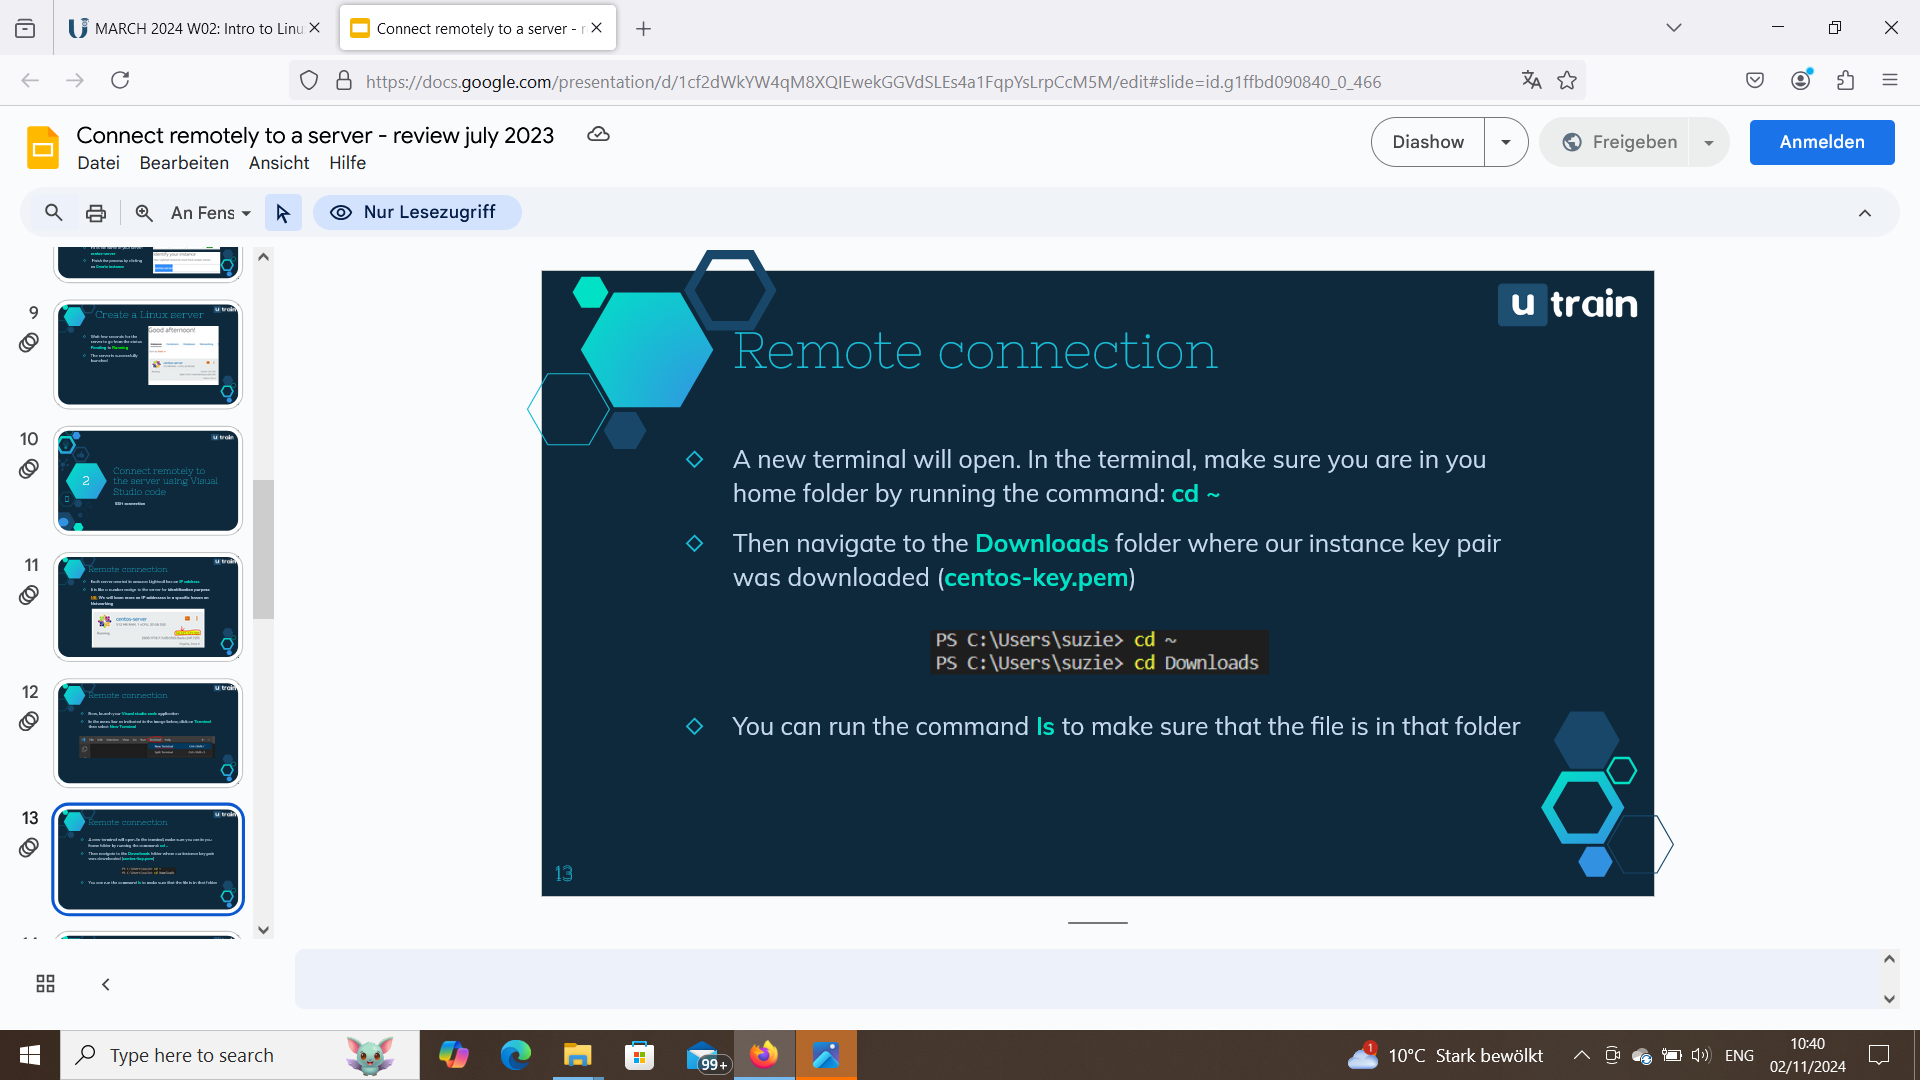 MARCH 2024 W02: Intro to Linu
Connect remotely to a server - r
https://docs.google.com/presentation/d/1cf2dWkYW4qM8XQIEwekGGVdSLEs4a1FqpYsLrpCcM5M/edit#slide=id.g1ffbd090840_0_466
Connect remotely to a server - review july 2023
Datei Bearbeiten Ansicht Hilfe
Diashow
Freigeben
Anmelden
An Fens
Nur Lesezugriff
9
Create a Linux server
Good afternoon!
10
2
Connect remotely to
the server using Visual
Studio code
SSH connection
11
Remote connection
12
Remote connection
13
Remote connection
u train
Remote connection
A new terminal will open. In the terminal, make sure you are in you
home folder by running the command: cd ~
Then navigate to the Downloads folder where our instance key pair
was downloaded (centos-key.pem)
PS C:\Users\suzie> cd ~
PS C:\Users\suzie> cd Downloads
You can run the command ls to make sure that the file is in that folder
13
Type here to search
99+
1
10°C Stark bewölkt
ENG
10:40
02/11/2024